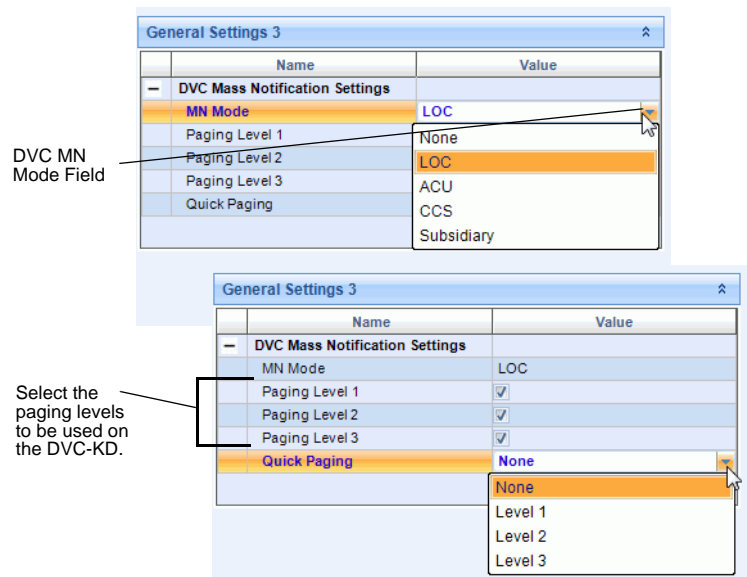 General Settings 3
Name Value
DVC Mass Notification Settings
MN Mode LOC
Paging Level 1
None
Paging Level 2
LOC
Paging Level 3
ACU
Quick Paging
CCS
Subsidiary
DVC MN
Mode Field
General Settings 3
Name Value
DVC Mass Notification Settings
MN Mode LOC
Paging Level 1
Paging Level 2
Paging Level 3
Quick Paging None
None
Level 1
Level 2
Level 3
Select the
paging levels
to be used on
the DVC-KD.